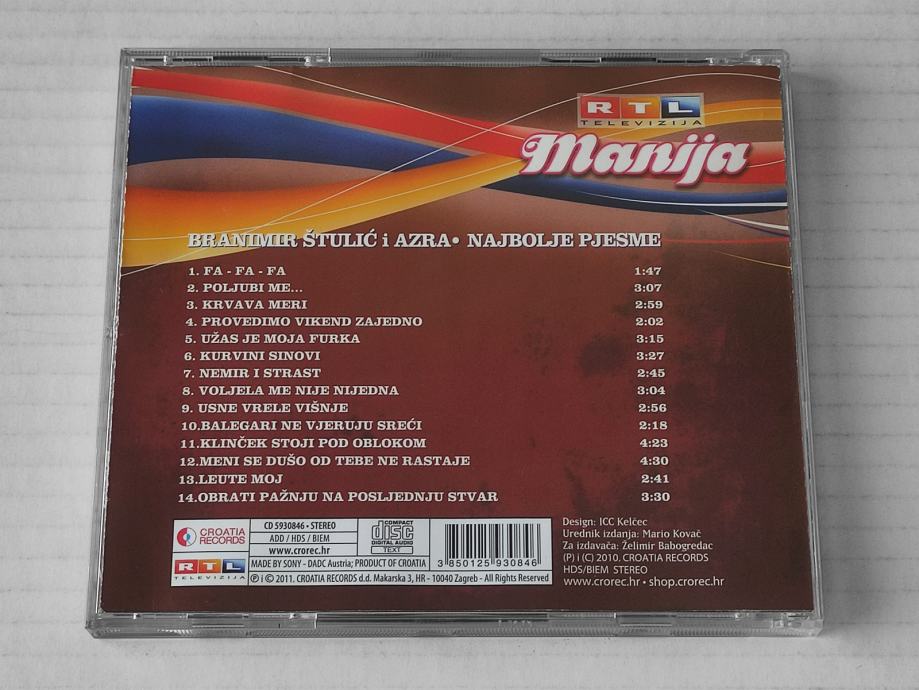 RTL
TELEVIZIJA
Manija
BRANIMIR ŠTULIĆ i AZRA• NAJBOLJE PJESME
1. FA - FA - FA 1:47
2. POLJUBI ME... 3:07
3. KRVAVA MERI 2:59
4. PROVEDIMO VIKEND ZAJEDNO 2:02
5. UŽAS JE MOJA FURKA 3:15
6. KURVINI SINOVI 3:27
7. NEMIR I STRAST 2:45
8. VOLJELA ME NIJE NIJEDNA 3:04
9. USNE VRELE VIŠNJE 2:56
10.BALEGARI NE VJERUJU SREĆI 2:18
11.KLINČEK STOJI POD OBLOKOM 4:23
12.MENI SE DUŠO OD TEBE NE RASTAJE 4:30
13.LEUTE MOJ 2:41
14.OBRATI PAŽNJU NA POSLJEDNJU STVAR 3:30
CROATIA
RECORDS
RTL
TELEVIZIJA
CD 5930846 • STEREO
ADD / HDS / BIEM
www.crorec.hr
COMPACT
disc
DIGITAL AUDIO
TEXT
MADE BY SONY - DADC Austria; PRODUCT OF CROATIA
3 850125 930846
℗ i © 2011. CROATIA RECORDS d.d. Makarska 3, HR - 10040 Zagreb - All Rights Reserved
Design: ICC Kelčec
Urednik izdanja: Mario Kovač
Za izdavača: Želimir Babogredac
(P) i (C) 2010. CROATIA RECORDS
HDS/BIEM STEREO
www.crorec.hr • shop.crorec.hr